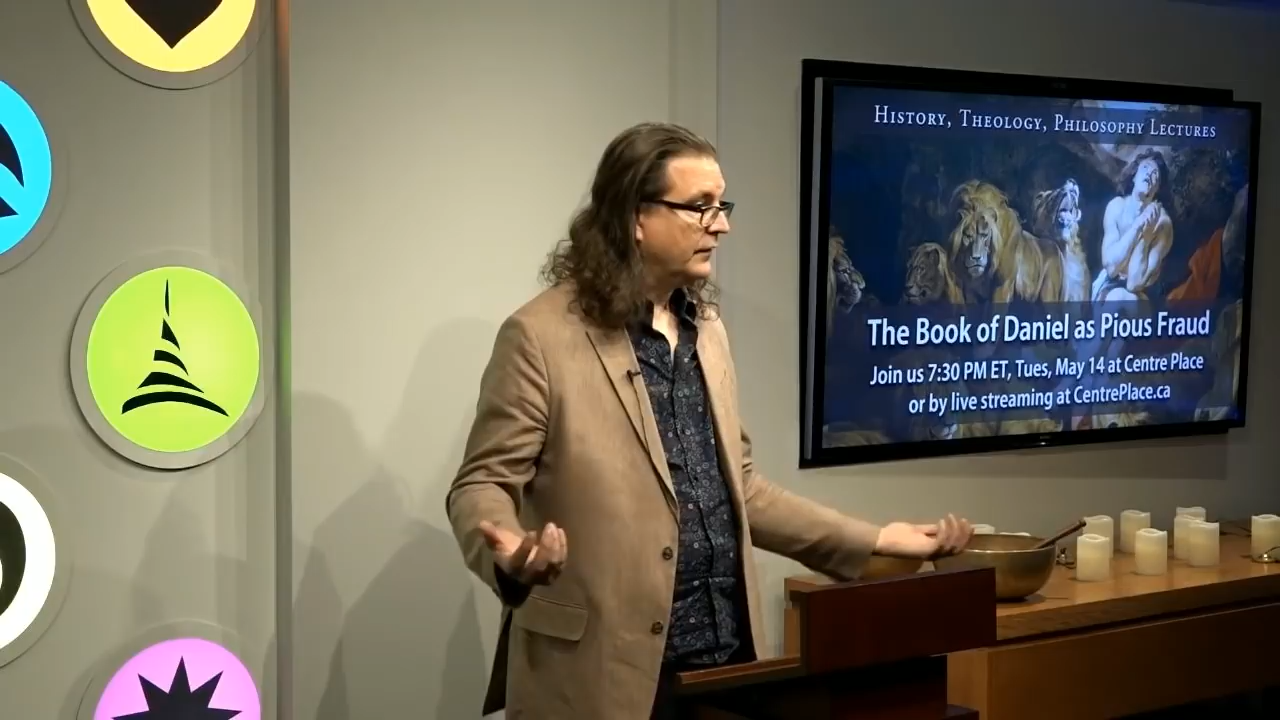 History, Theology, Philosophy Lectures
The Book of Daniel as Pious Fraud
Join us 7:30 PM ET, Tues, May 14 at Centre Place
or by live streaming at CentrePlace.ca